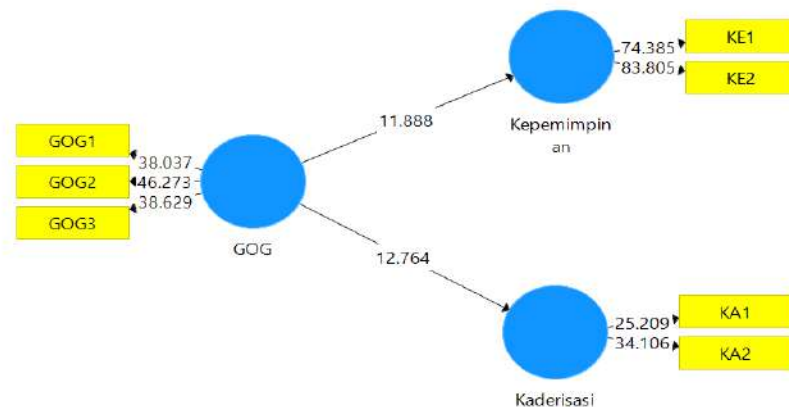 KE1
74.385
83.805
KE2
11.888
Kepemimpin
an
GOG1
38.037
GOG2
46.273
38.629
GOG3
GOG
12.764
KA1
25.209
34.106
KA2
Kaderisasi